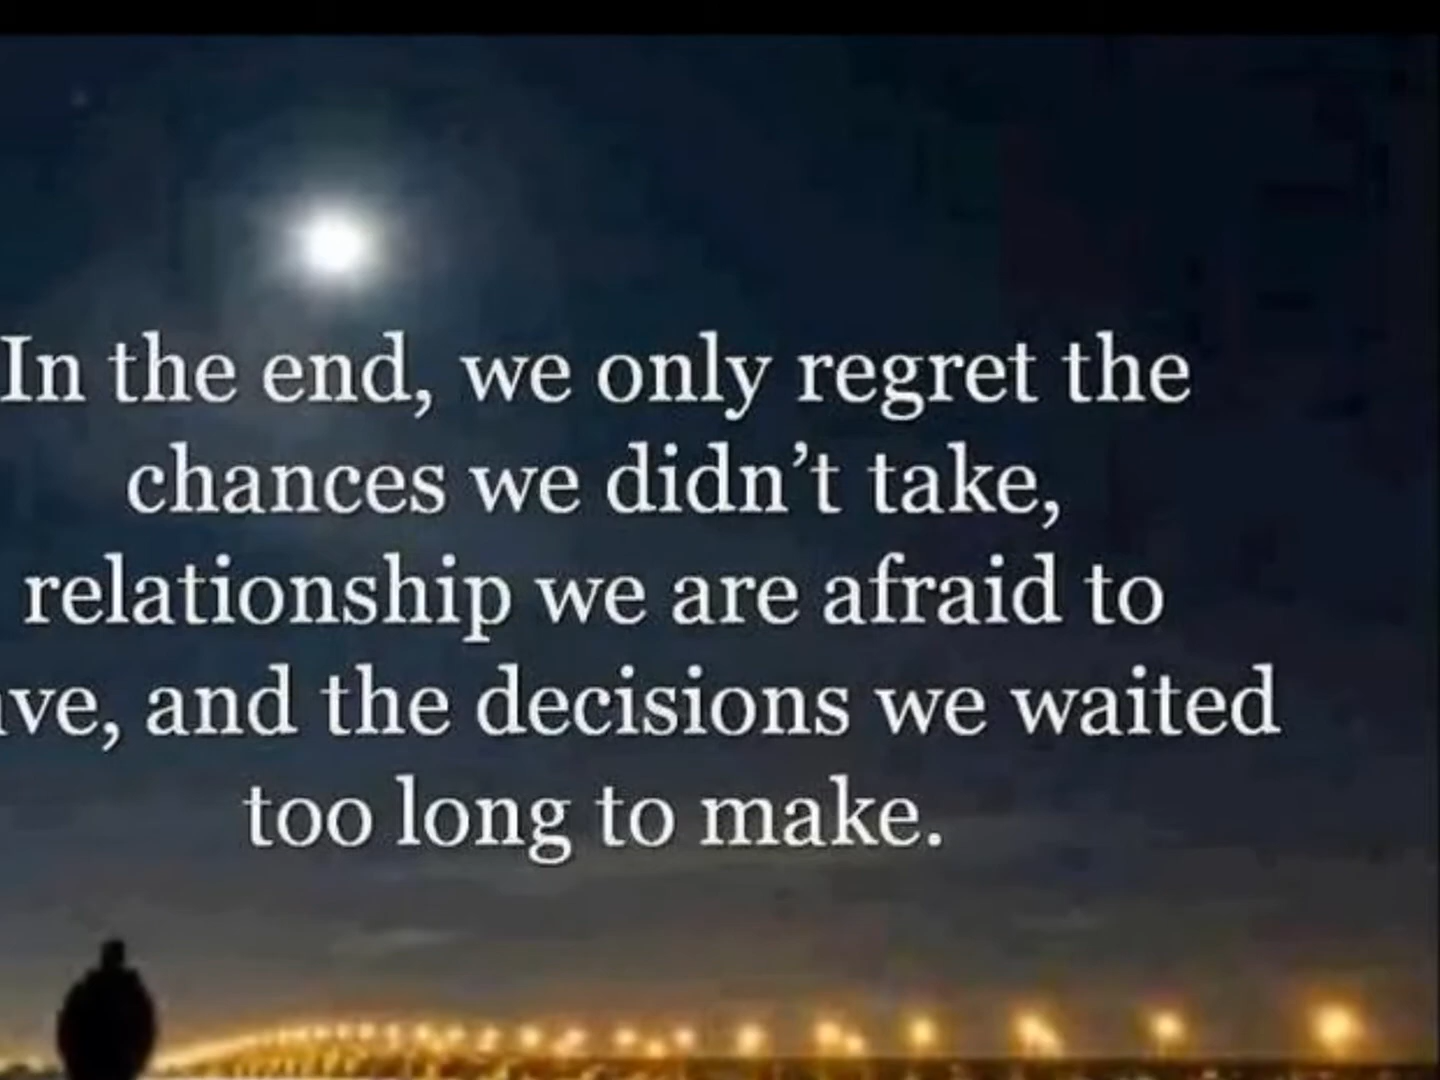 In the end, we only regret the
chances we didn’t take,
relationship we are afraid to
and the decisions we waited
too long to make.